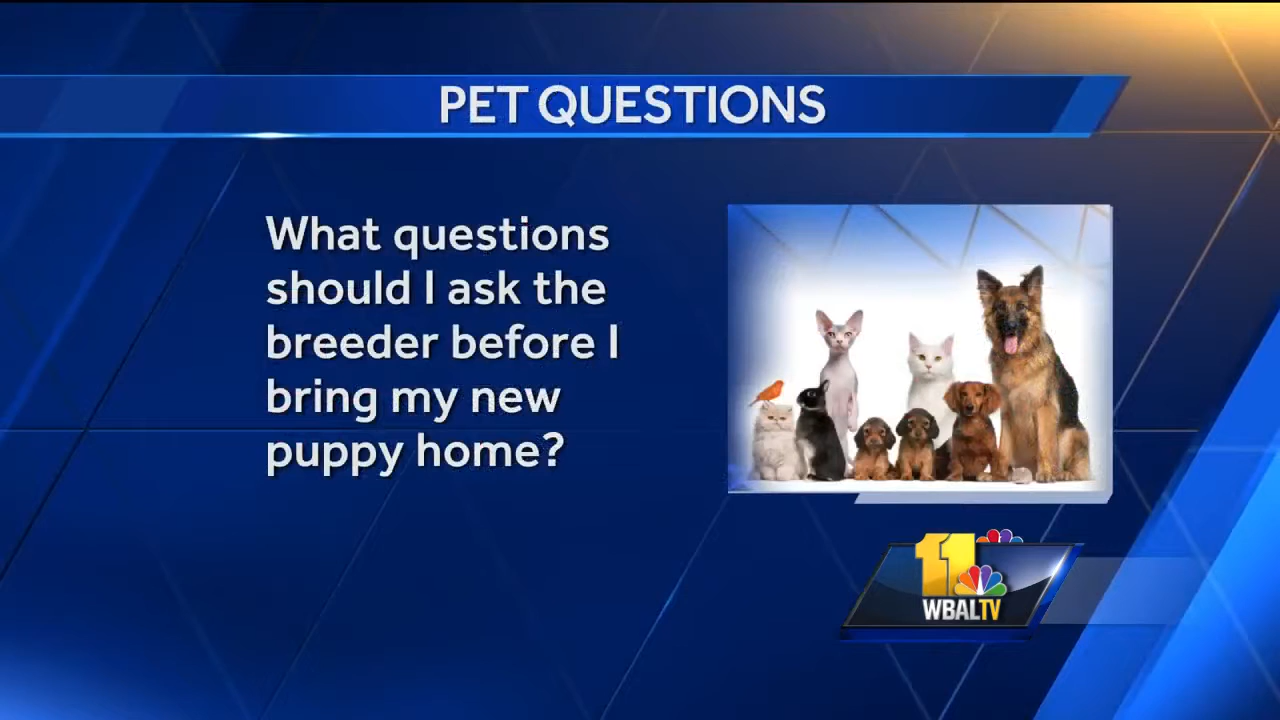 PET QUESTIONS
What questions
should I ask the
breeder before I
bring my new
puppy home?
11
WBALTV